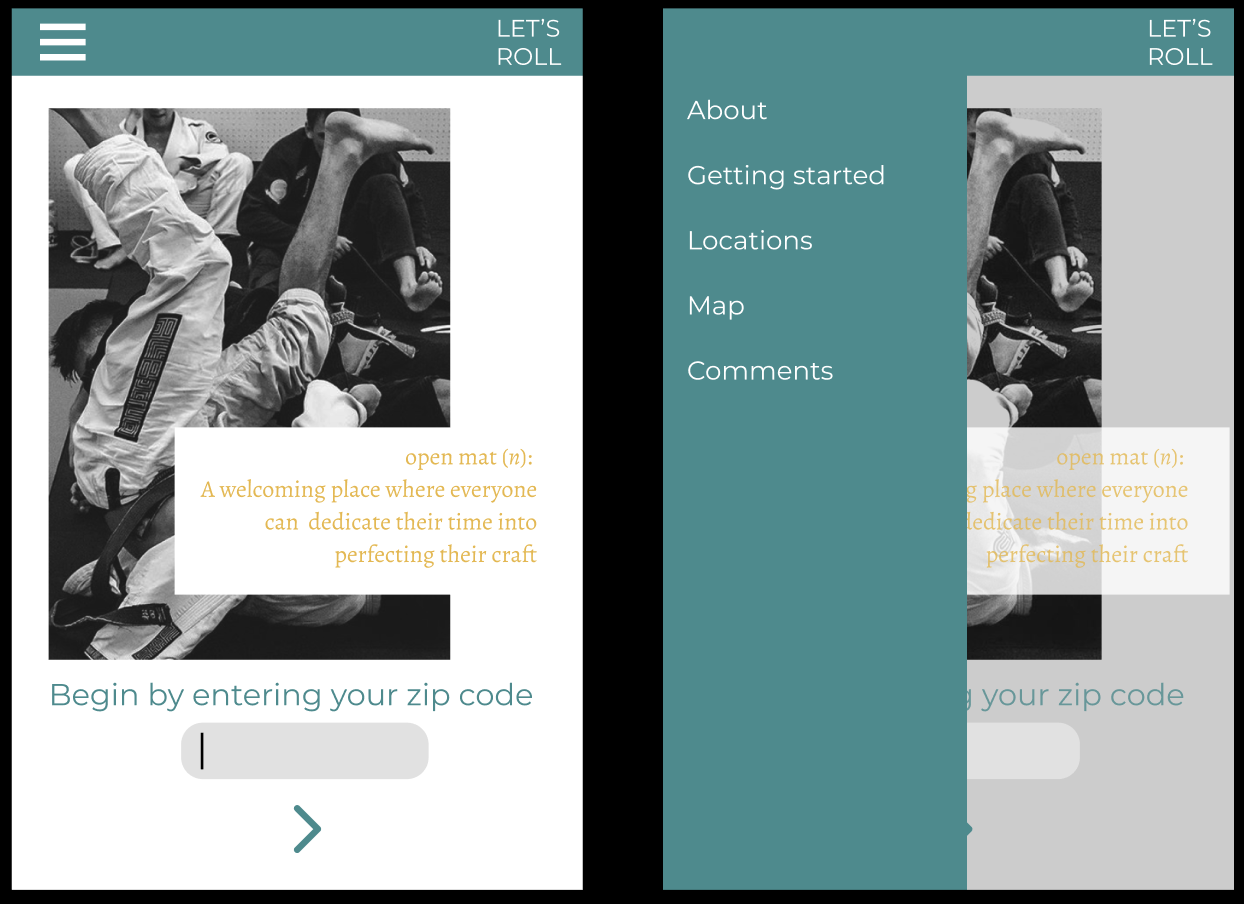 LET'S
ROLL
open mat (n):
A welcoming place where everyone
can  dedicate their time into
perfecting their craft
Begin by entering your zip code
LET'S
ROLL
About
Getting started
Locations
Map
Comments
open mat (n):
g place where everyone
dedicate their time into
perfecting their craft
g your zip code